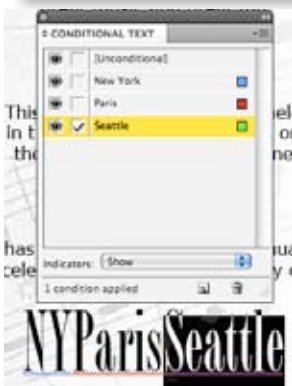 CONDITIONAL TEXT
[Unconditional]
New York
Paris
Seattle
This
in t
the
has
cele
Indicators: Show
1 condition applied
NYParisSeattle